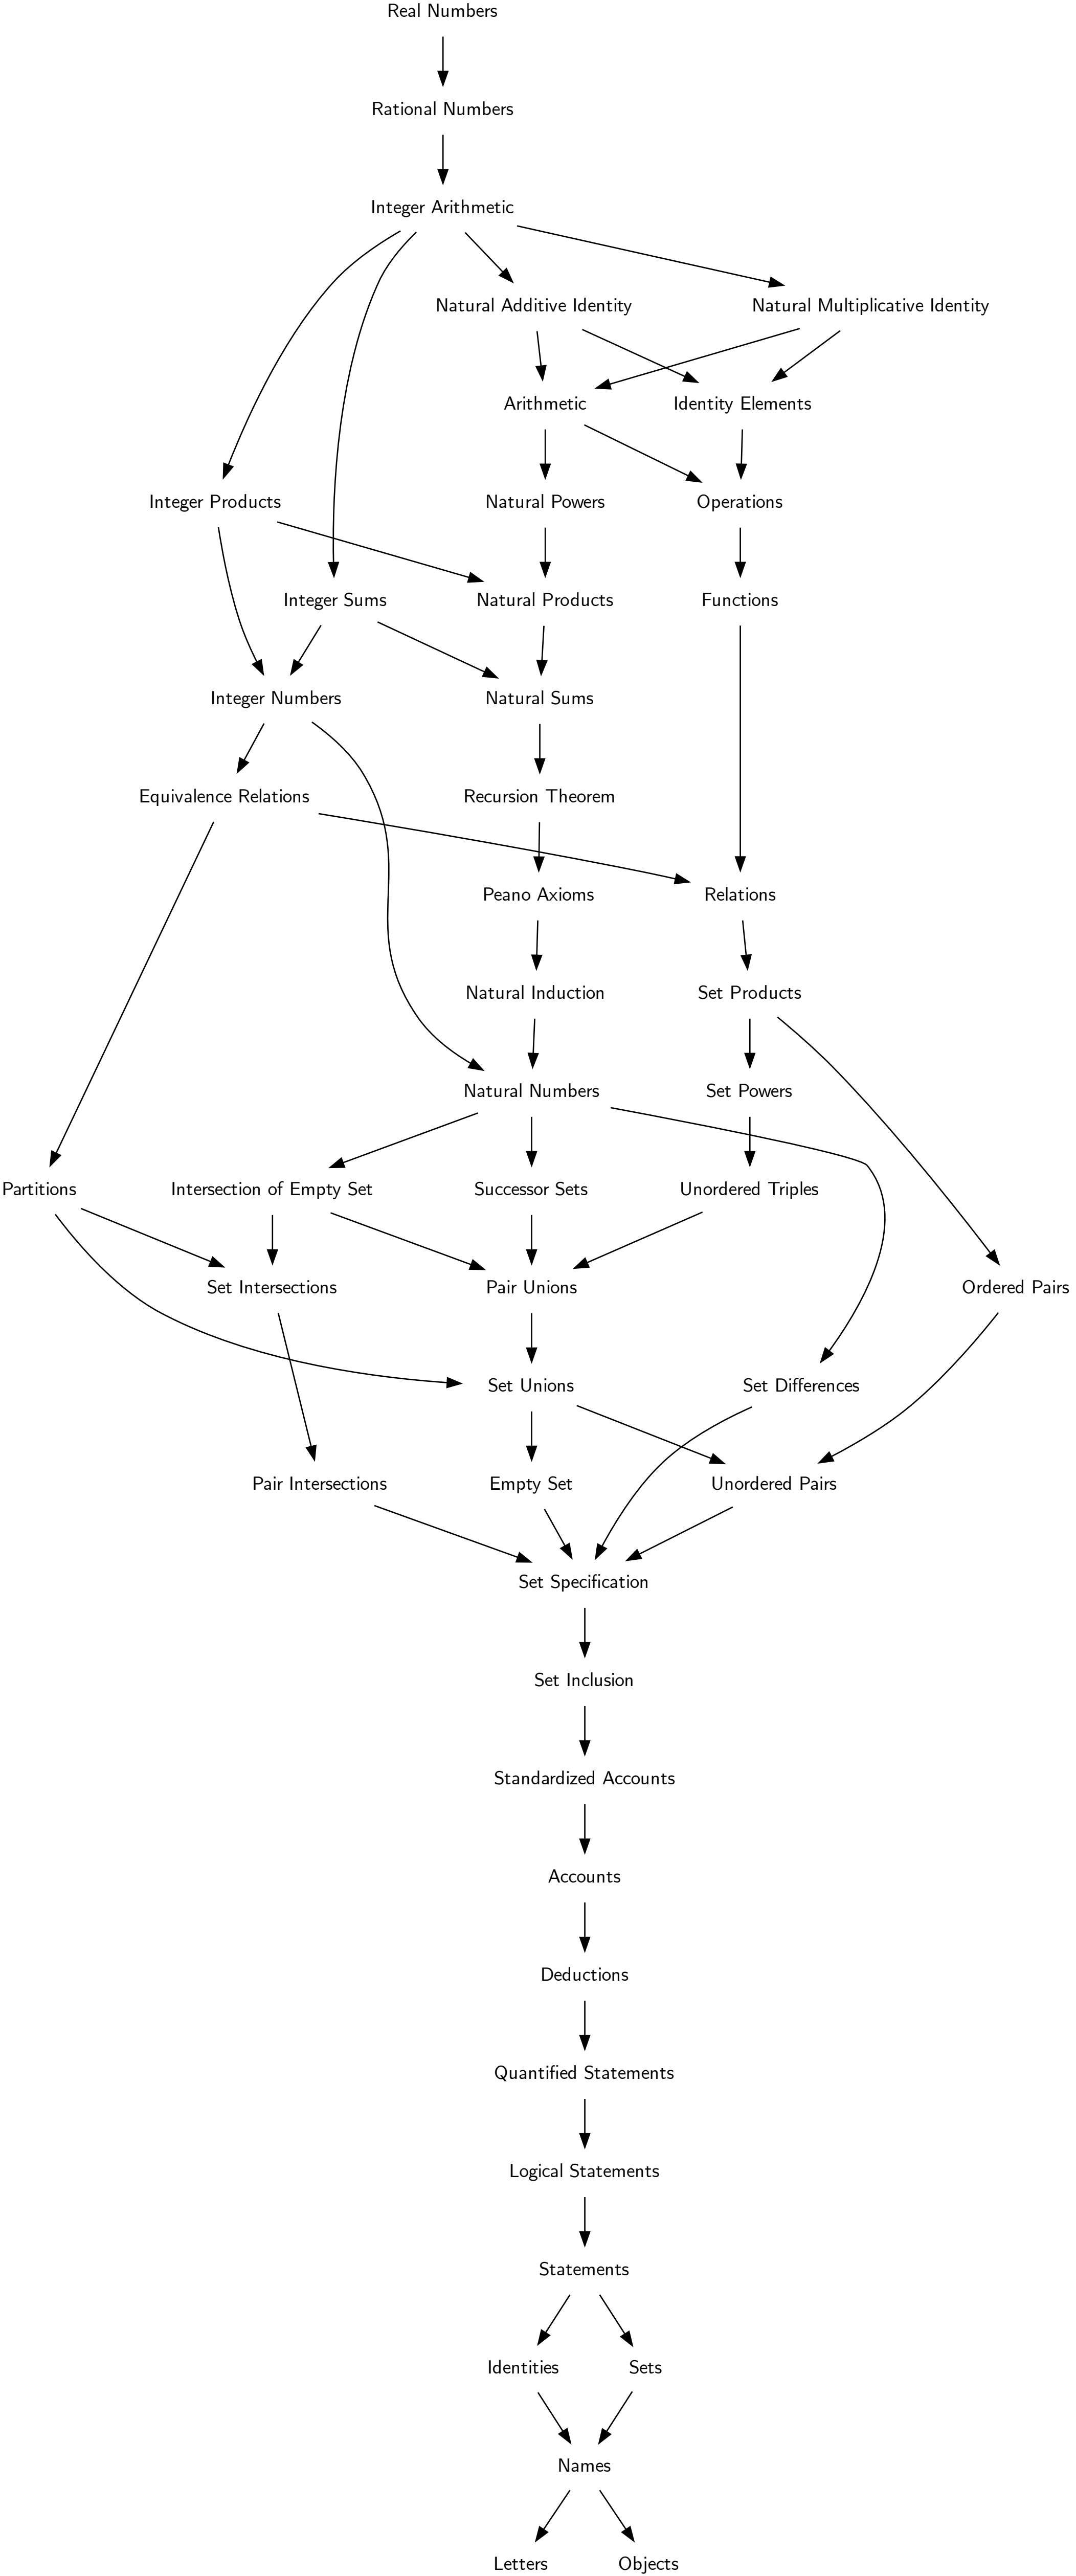 Real Numbers
Rational Numbers
Integer Arithmetic
Natural Additive Identity
Natural Multiplicative Identity
Arithmetic
Identity Elements
Integer Products
Natural Powers
Operations
Integer Sums
Natural Products
Functions
Integer Numbers
Natural Sums
Equivalence Relations
Recursion Theorem
Peano Axioms
Relations
Natural Induction
Set Products
Natural Numbers
Set Powers
Partitions
Intersection of Empty Set
Successor Sets
Unordered Triples
Set Intersections
Pair Unions
Ordered Pairs
Set Unions
Set Differences
Pair Intersections
Empty Set
Unordered Pairs
Set Specification
Set Inclusion
Standardized Accounts
Accounts
Deductions
Quantified Statements
Logical Statements
Statements
Identities
Sets
Names
Letters
Objects